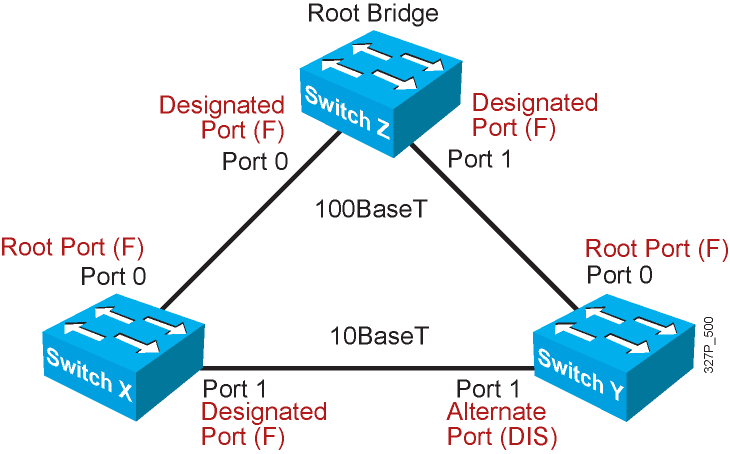 Root Bridge
Designated
Port (F)
Designated
Port (F)
Switch Z
Port 0
Port 1
100BaseT
Root Port (F)
Port 0
Root Port (F)
Port 0
10BaseT
Switch X
Switch Y
327P_500
Port 1
Designated
Port (F)
Port 1
Alternate
Port (DIS)